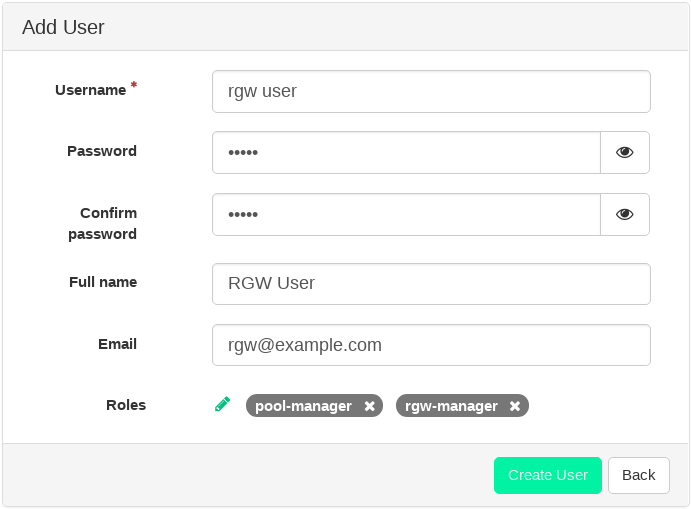 Add User
Username *
rgw user
Password
•••••
Confirm
password
•••••
Full name
RGW User
Email
rgw@example.com
Roles
pool-manager ✖ rgw-manager ✖
Create User Back